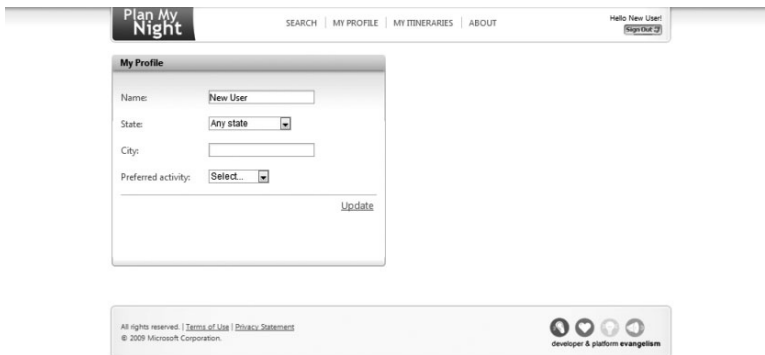 Plan My
Night
SEARCH | MY PROFILE | MY ITINERARIES | ABOUT
Hello New User!
Sign Out
My Profile
Name: New User
State: Any state
City:
Preferred activity: Select...
Update
All rights reserved. | Terms of Use | Privacy Statement
© 2009 Microsoft Corporation.
developer & platform evangelism